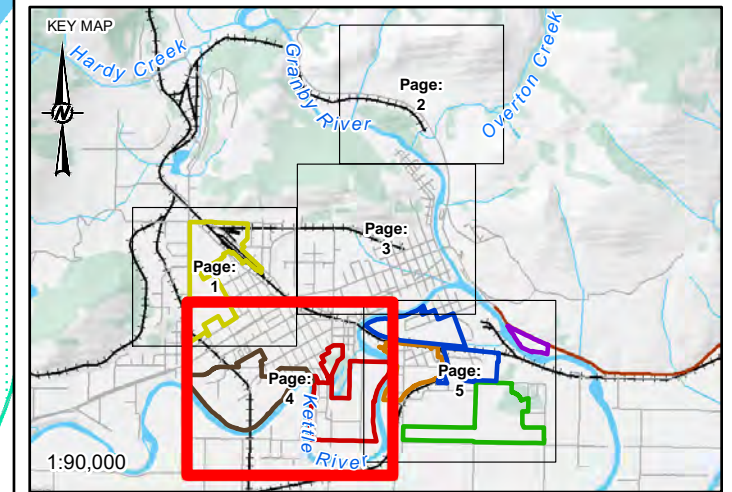 KEY MAP
Hardy Creek
Granby River
Overton Creek
N
Page:
2
Page:
3
Page:
1
Page:
4
Page:
5
Kettle River
1:90,000